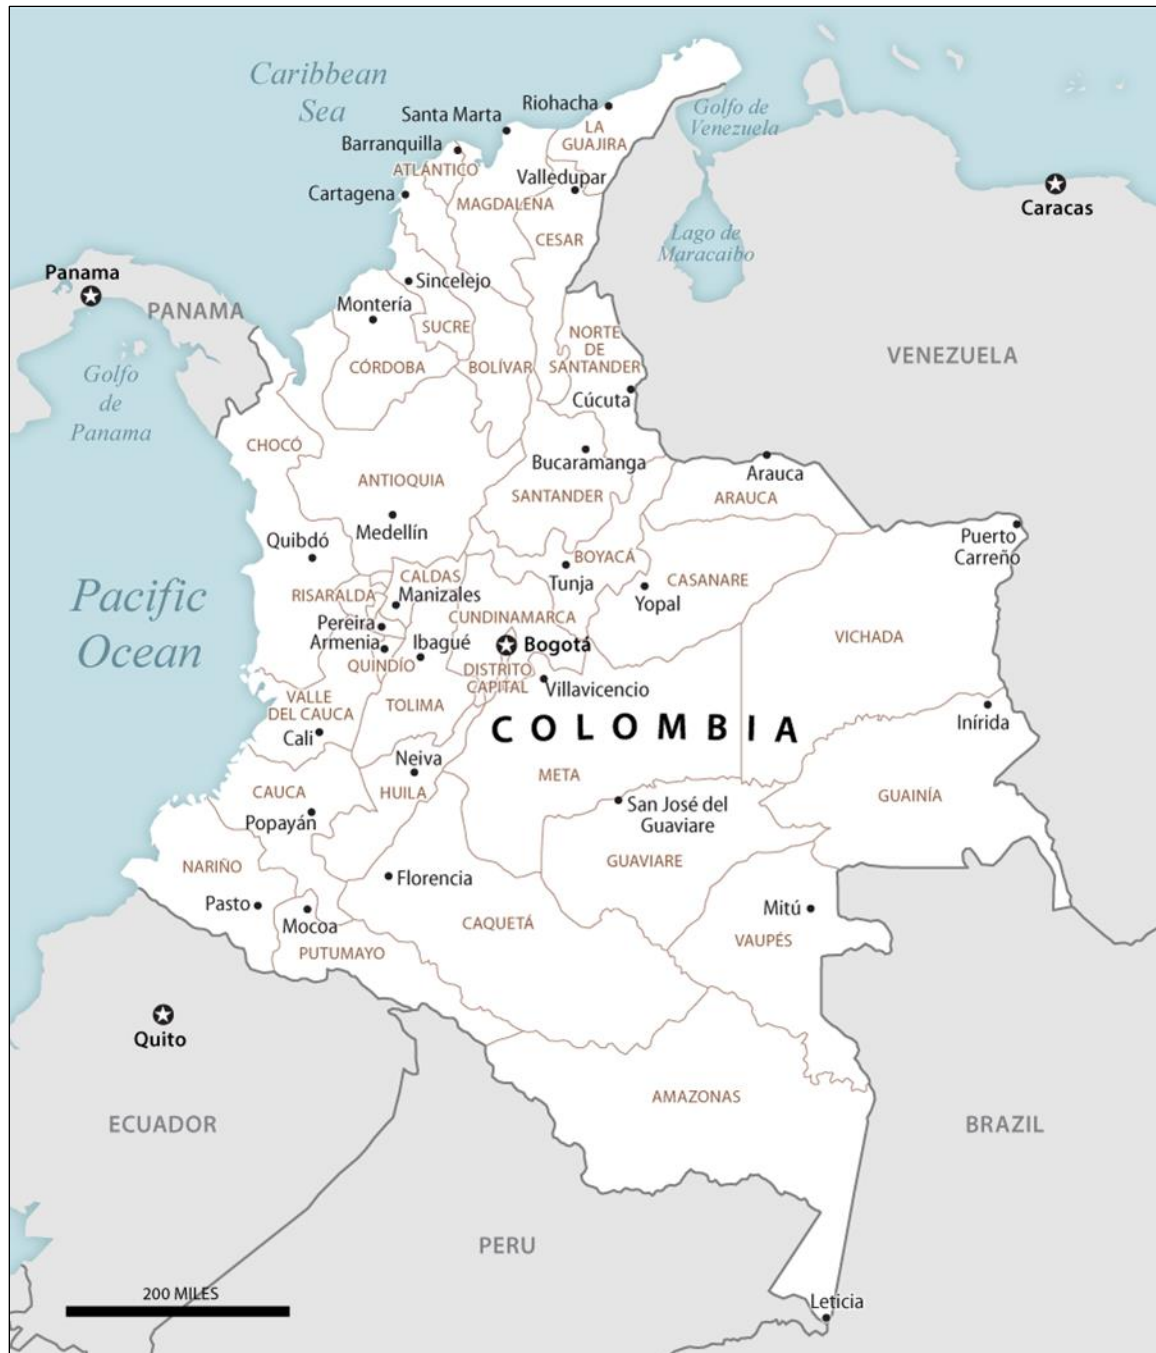 Caribbean
Sea
Riohacha
Golfo de
Venezuela
Santa Marta
LA
GUAJIRA
Barranquilla
ATLÁNTICO
Valledupar
Cartagena
MAGDALENA
Caracas
CESAR
Lago de
Maracaibo
Panama
Sincelejo
PANAMA
Montería
SUCRE
NORTE
DE
SANTANDER
VENEZUELA
CÓRDOBA
BOLÍVAR
Golfo
de
Panama
Cúcuta
CHOCÓ
Bucaramanga
ANTIOQUIA
Arauca
SANTANDER
ARAUCA
Medellín
Quibdó
Puerto
Carreño
BOYACÁ
CALDAS
Tunja
CASANARE
Pacific
Ocean
RISARALDA
Manizales
Yopal
CUNDINAMARCA
Pereira
VICHADA
Armenia
Ibagué
Bogotá
QUINDÍO
DISTRITO
CAPITAL
Villavicencio
VALLE
DEL CAUCA
TOLIMA
Inírida
Cali
COLOMBIA
Neiva
META
CAUCA
HUILA
GUAINÍA
San José del
Guaviare
Popayán
GUAVIARE
NARIÑO
Florencia
Pasto
Mitú
Mocoa
CAQUETÁ
VAUPÉS
PUTUMAYO
Quito
AMAZONAS
ECUADOR
BRAZIL
PERU
200 MILES
Leticia